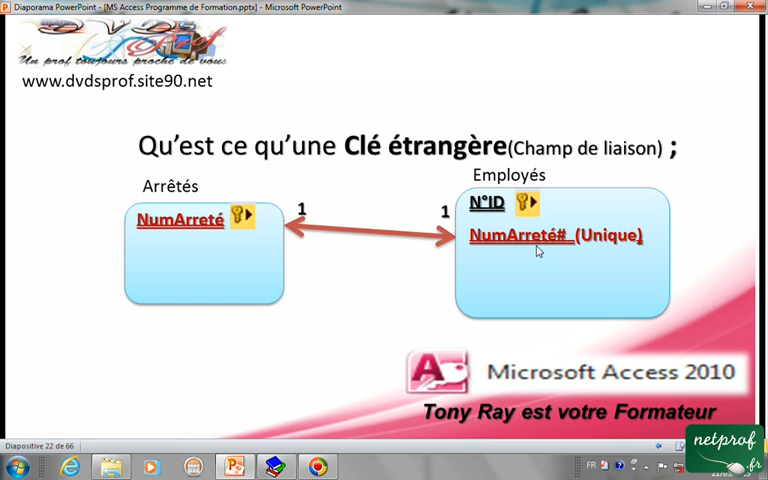 Diaporama PowerPoint - [MS Access Programme de Formation.pptx] - Microsoft PowerPoint
Un prof toujours proche de vous
www.dvdsprof.site90.net
Qu'est ce qu'une Clé étrangère(Champ de liaison) ;
Arrêtés
Employés
NumArreté
1
1
N°ID
NumArreté# (Unique)
Microsoft Access 2010
Tony Ray est votre Formateur
Diapositive 22 de 66
netprof
.fr
FR